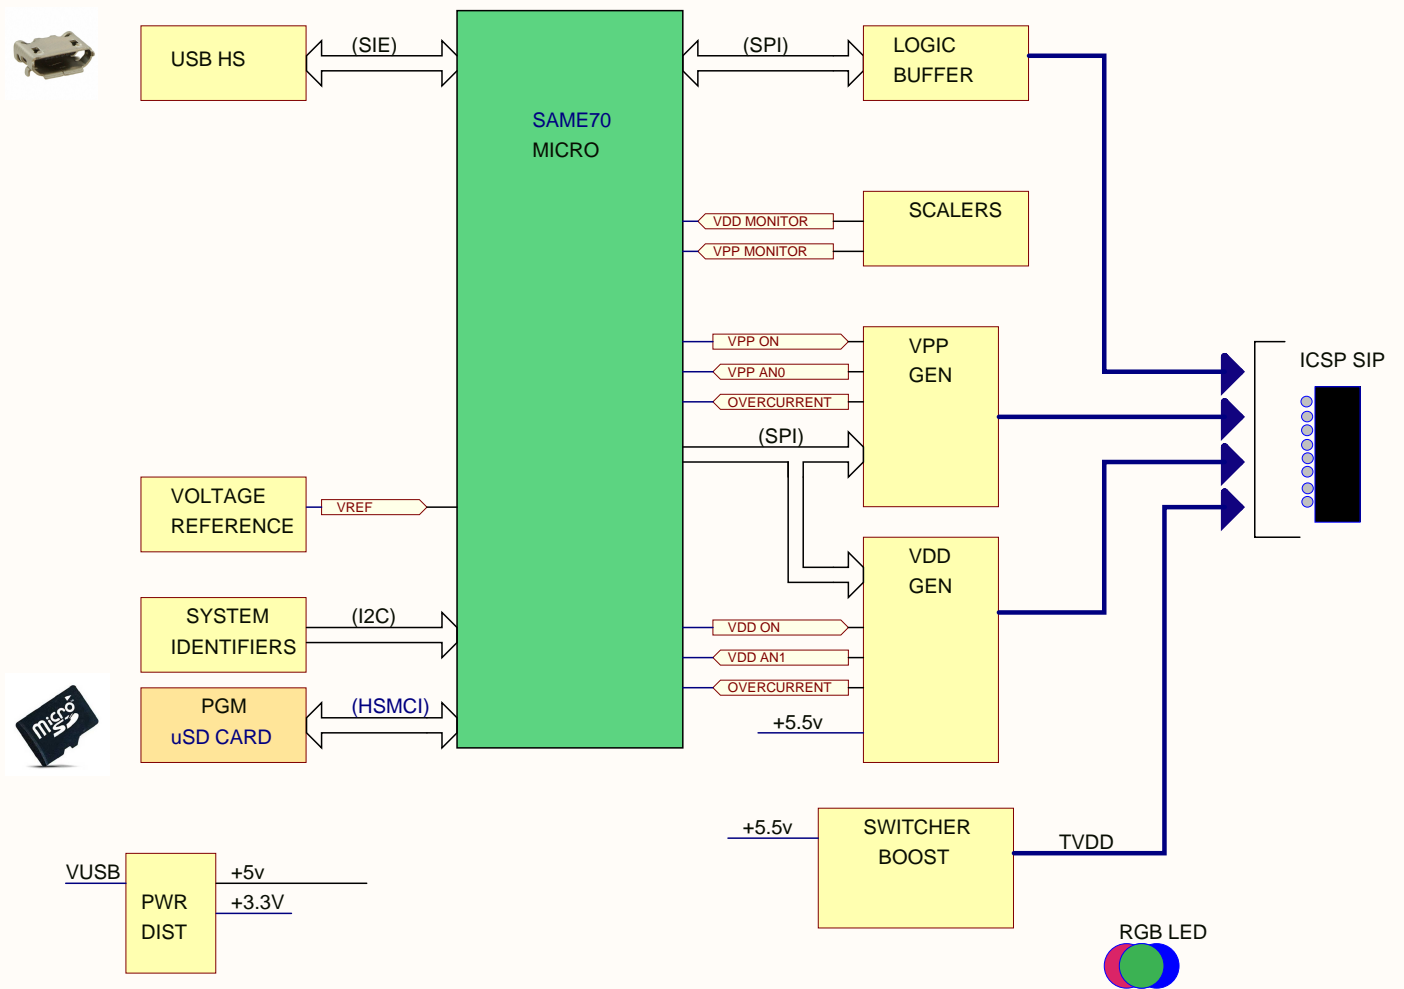 USB HS
(SIE)
(SPI)
LOGIC
BUFFER
SAME70
MICRO
VDD MONITOR
VPP MONITOR
SCALERS
VPP ON
VPP AN0
OVERCURRENT
(SPI)
VPP
GEN
ICSP SIP
VOLTAGE
REFERENCE
VREF
VDD
GEN
SYSTEM
IDENTIFIERS
(I2C)
VDD ON
VDD AN1
OVERCURRENT
+5.5v
micro
SD
PGM
uSD CARD
(HSMCI)
+5.5v
SWITCHER
BOOST
TVDD
VUSB
PWR
DIST
+5v
+3.3V
RGB LED